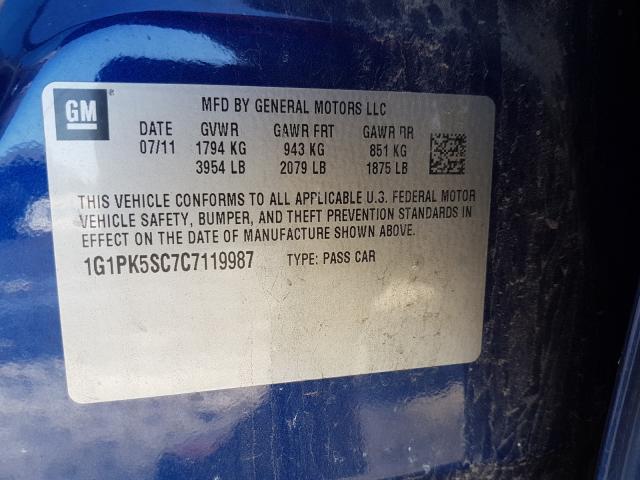 GM ®
MFD BY GENERAL MOTORS LLC
DATE GVWR GAWR FRT GAWR RR
07/11 1794 KG 943 KG 851 KG
3954 LB 2079 LB 1875 LB
THIS VEHICLE CONFORMS TO ALL APPLICABLE U.S. FEDERAL MOTOR
VEHICLE SAFETY, BUMPER, AND THEFT PREVENTION STANDARDS IN
EFFECT ON THE DATE OF MANUFACTURE SHOWN ABOVE.
1G1PK5SC7C7119987 TYPE: PASS CAR